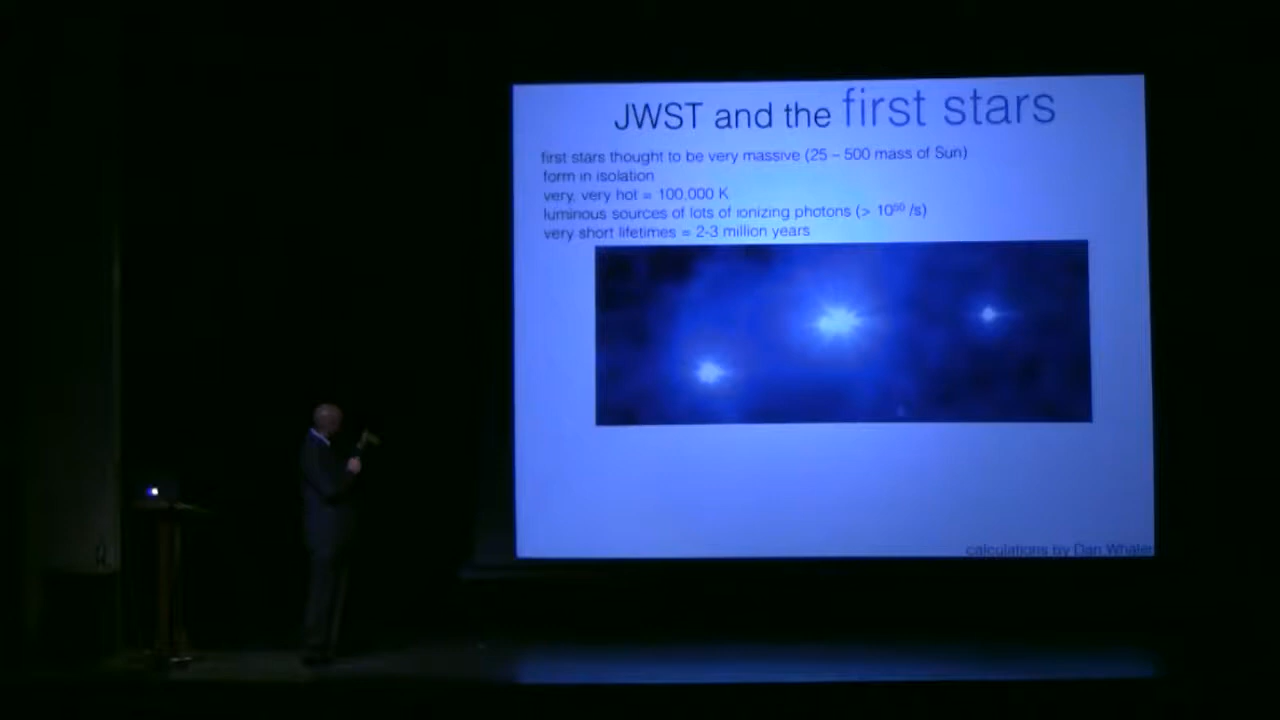 JWST and the first stars
first stars thought to be very massive (25 – 500 mass of Sun)
form in isolation
very, very hot = 100,000 K
luminous sources of lots of ionizing photons (> 10⁵⁰ /s)
very short lifetimes = 2-3 million years
calculations by Dan Whalen